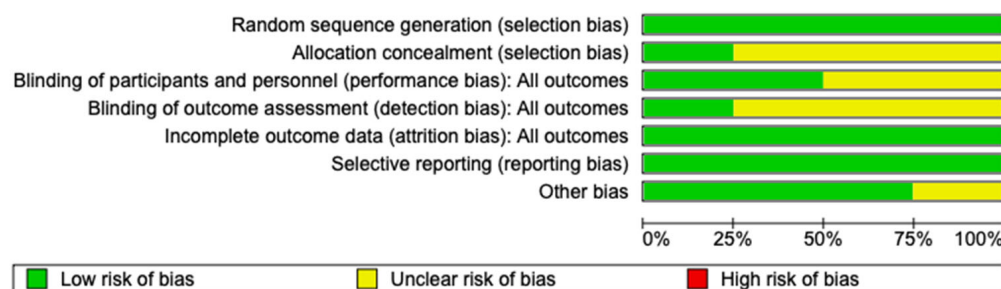 Random sequence generation (selection bias)
Allocation concealment (selection bias)
Blinding of participants and personnel (performance bias): All outcomes
Blinding of outcome assessment (detection bias): All outcomes
Incomplete outcome data (attrition bias): All outcomes
Selective reporting (reporting bias)
Other bias
0% 25% 50% 75% 100%
Low risk of bias Unclear risk of bias High risk of bias